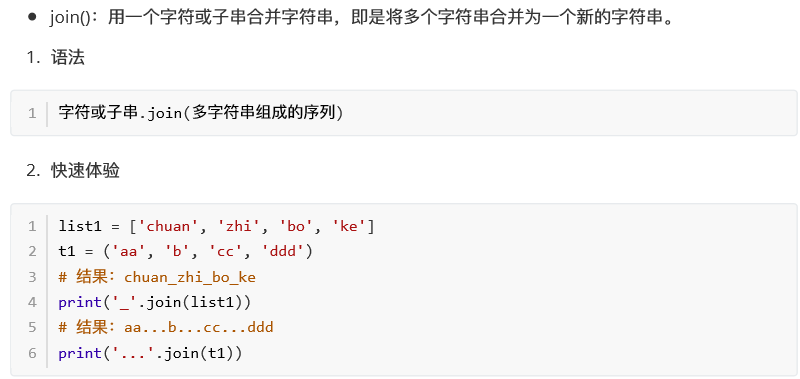 • join()：用一个字符或子串合并字符串，即是将多个字符串合并为一个新的字符串。
1. 语法
1 字符或子串.join(多字符串组成的序列)
2. 快速体验
1 list1 = ['chuan', 'zhi', 'bo', 'ke']
2 t1 = ('aa', 'b', 'cc', 'ddd')
3 # 结果：chuan_zhi_bo_ke
4 print('_'.join(list1))
5 # 结果：aa...b...cc...ddd
6 print('...'.join(t1))